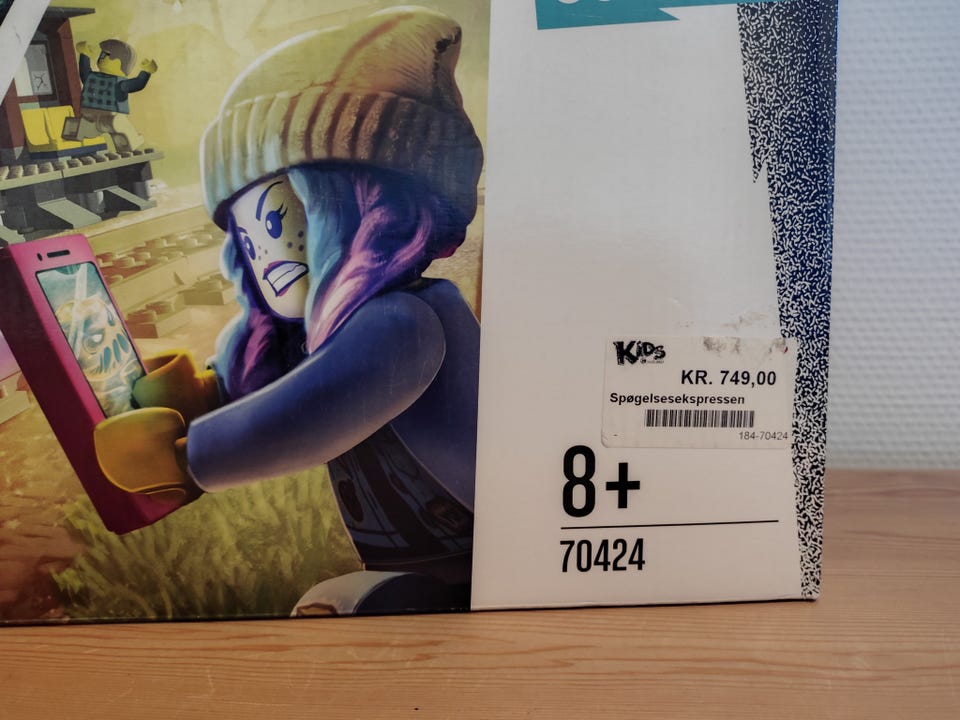 KiDS
KR. 749,00
Spøgelsesekspressen
184-70424
8+
70424